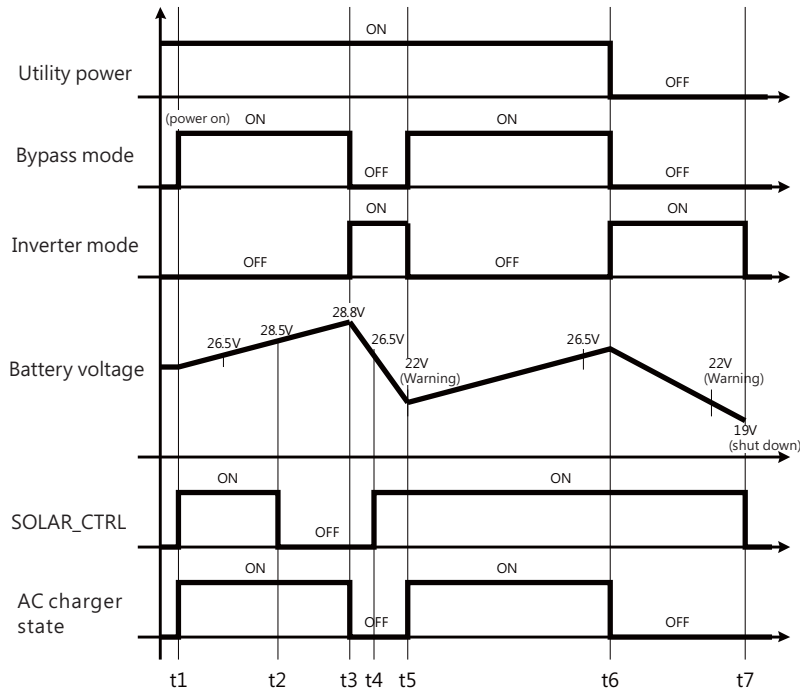 ON
Utility power
OFF
(power on)
ON
ON
Bypass mode
OFF
OFF
ON
ON
Inverter mode
OFF
OFF
28.8V
28.5V
26.5V
26.5V
26.5V
Battery voltage
22V
(Warning)
22V
(Warning)
19V
(shut down)
ON
ON
SOLAR_CTRL
OFF
ON
ON
AC charger
state
OFF
OFF
t1 t2 t3 t4 t5 t6 t7